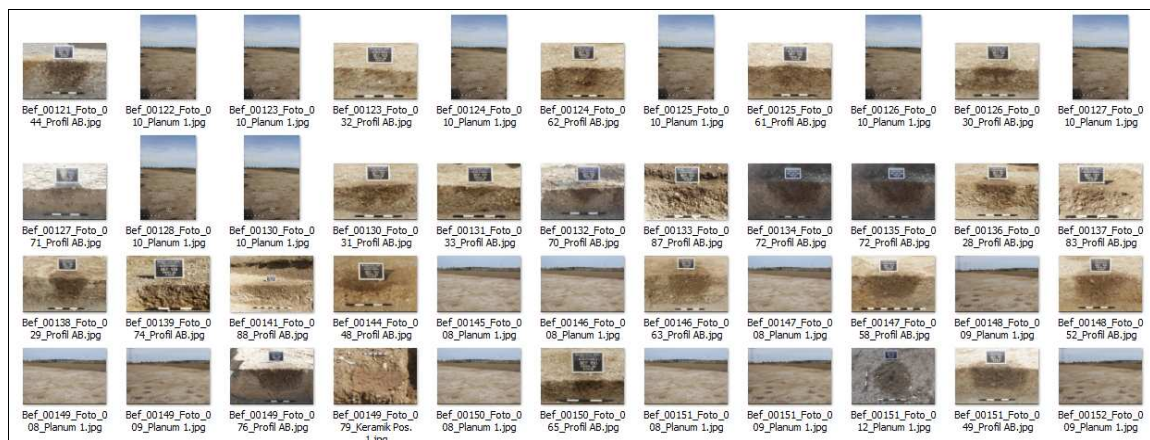 Bef_00121_Foto_0 Bef_00122_Foto_0 Bef_00123_Foto_0 Bef_00123_Foto_0 Bef_00124_Foto_0 Bef_00124_Foto_0 Bef_00125_Foto_0 Bef_00125_Foto_0 Bef_00126_Foto_0 Bef_00126_Foto_0 Bef_00127_Foto_0
44_Profil AB.jpg 10_Planum 1.jpg 10_Planum 1.jpg 32_Profil AB.jpg 10_Planum 1.jpg 62_Profil AB.jpg 10_Planum 1.jpg 61_Profil AB.jpg 10_Planum 1.jpg 30_Profil AB.jpg 10_Planum 1.jpg
Bef_00127_Foto_0 Bef_00128_Foto_0 Bef_00130_Foto_0 Bef_00130_Foto_0 Bef_00131_Foto_0 Bef_00132_Foto_0 Bef_00133_Foto_0 Bef_00134_Foto_0 Bef_00135_Foto_0 Bef_00136_Foto_0 Bef_00137_Foto_0
71_Profil AB.jpg 10_Planum 1.jpg 10_Planum 1.jpg 31_Profil AB.jpg 33_Profil AB.jpg 70_Profil AB.jpg 87_Profil AB.jpg 72_Profil AB.jpg 72_Profil AB.jpg 28_Profil AB.jpg 83_Profil AB.jpg
Bef_00138_Foto_0 Bef_00139_Foto_0 Bef_00141_Foto_0 Bef_00144_Foto_0 Bef_00145_Foto_0 Bef_00146_Foto_0 Bef_00146_Foto_0 Bef_00147_Foto_0 Bef_00147_Foto_0 Bef_00148_Foto_0 Bef_00148_Foto_0
29_Profil AB.jpg 74_Profil AB.jpg 88_Profil AB.jpg 48_Profil AB.jpg 08_Planum 1.jpg 08_Planum 1.jpg 63_Profil AB.jpg 08_Planum 1.jpg 58_Profil AB.jpg 09_Planum 1.jpg 52_Profil AB.jpg
Bef_00149_Foto_0 Bef_00149_Foto_0 Bef_00149_Foto_0 Bef_00149_Foto_0 Bef_00150_Foto_0 Bef_00150_Foto_0 Bef_00151_Foto_0 Bef_00151_Foto_0 Bef_00151_Foto_0 Bef_00151_Foto_0 Bef_00152_Foto_0
08_Planum 1.jpg 09_Planum 1.jpg 76_Profil AB.jpg 79_Keramik Pos. 08_Planum 1.jpg 65_Profil AB.jpg 08_Planum 1.jpg 09_Planum 1.jpg 12_Planum 1.jpg 49_Profil AB.jpg 09_Planum 1.jpg
1.jpg